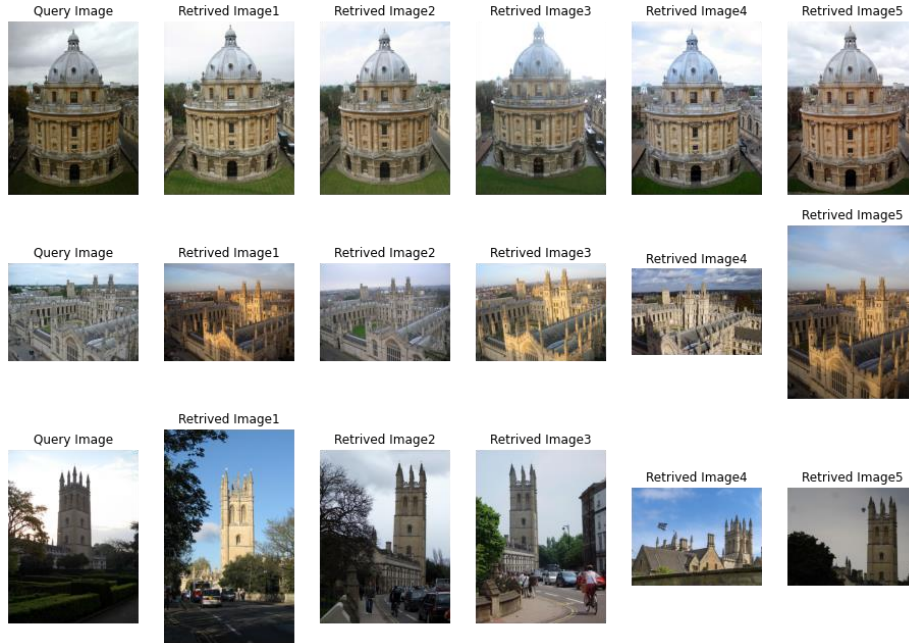 Query Image Retrived Image1 Retrived Image2 Retrived Image3 Retrived Image4 Retrived Image5
Retrived Image5
Query Image Retrived Image1 Retrived Image2 Retrived Image3
Retrived Image4
Retrived Image1
Query Image Retrived Image2 Retrived Image3
Retrived Image4 Retrived Image5